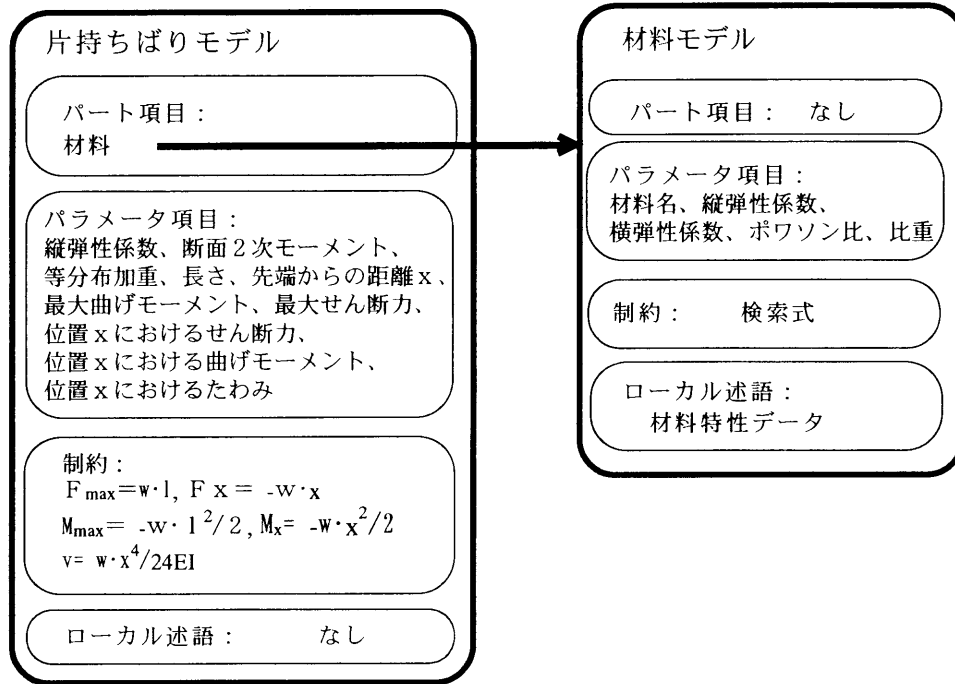 片持ちばりモデル
パート項目：
材料
パラメータ項目：
縦弾性係数、断面２次モーメント、
等分布加重、長さ、先端からの距離ｘ、
最大曲げモーメント、最大せん断力、
位置ｘにおけるせん断力、
位置ｘにおける曲げモーメント、
位置ｘにおけるたわみ
制約：
Fmax=w·l, Fx= -w·x
Mmax= -w·l²/2, Mx= -w·x²/2
v= w·x⁴/24EI
ローカル述語： なし
材料モデル
パート項目： なし
パラメータ項目：
材料名、縦弾性係数、
横弾性係数、ポワソン比、比重
制約： 検索式
ローカル述語：
材料特性データ